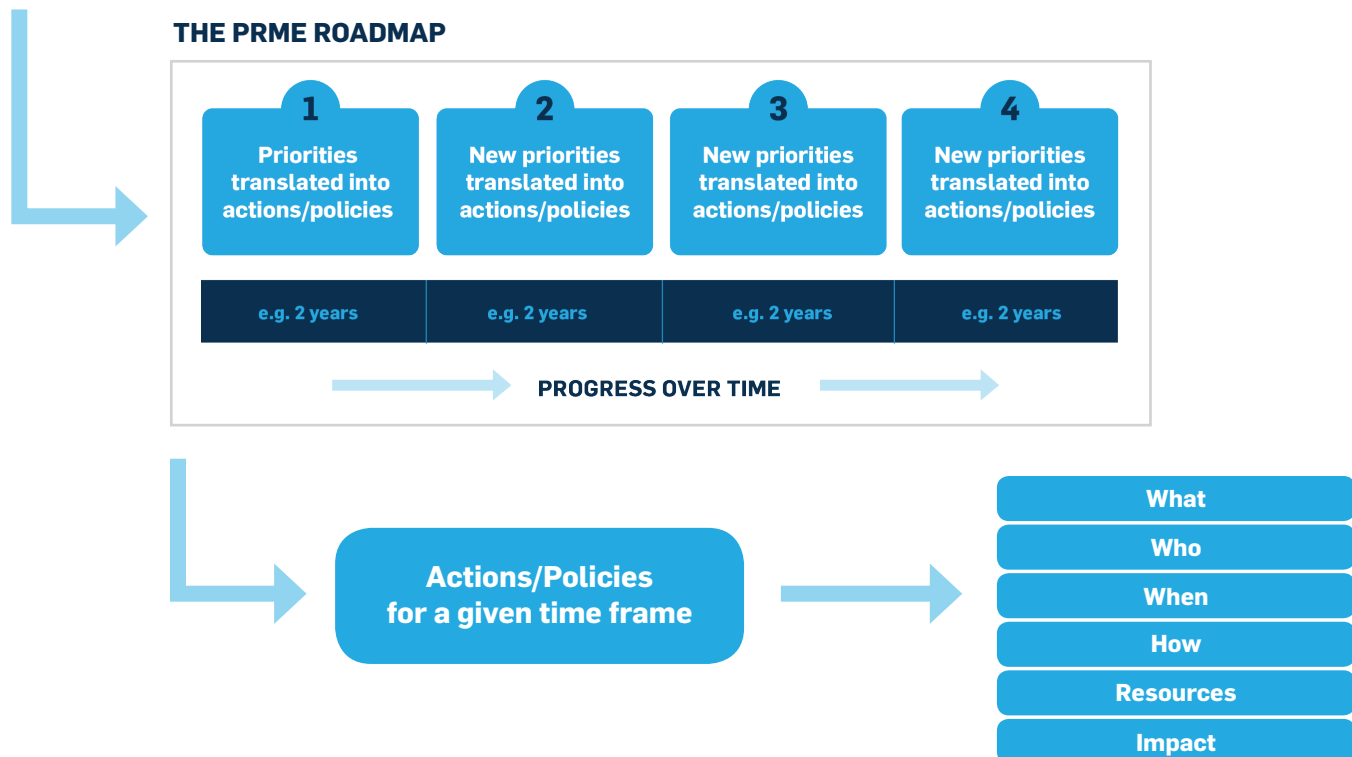 THE PRME ROADMAP
1
Priorities
translated into
actions/policies
2
New priorities
translated into
actions/policies
3
New priorities
translated into
actions/policies
4
New priorities
translated into
actions/policies
e.g. 2 years
e.g. 2 years
e.g. 2 years
e.g. 2 years
PROGRESS OVER TIME
Actions/Policies
for a given time frame
What
Who
When
How
Resources
Impact